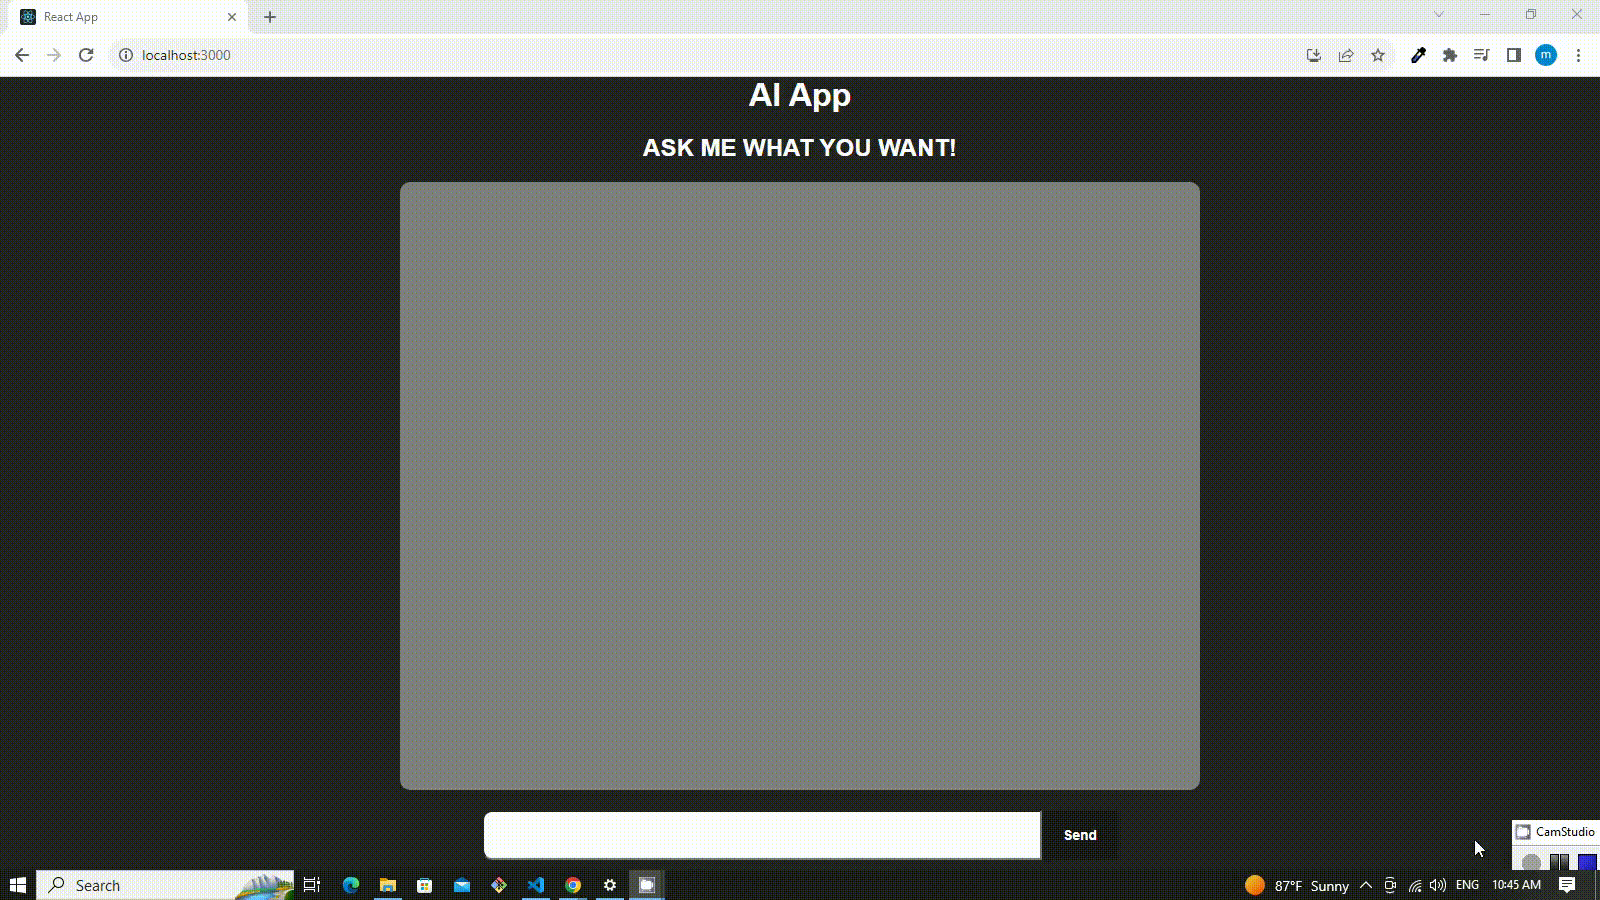 React App
localhost:3000
m
AI App
ASK ME WHAT YOU WANT!
Send
CamStudio
Search
87°F Sunny
ENG
10:45 AM